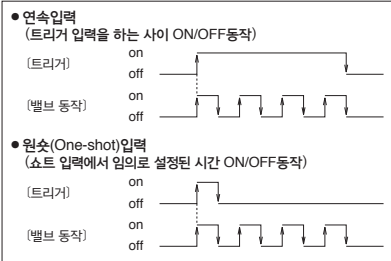 ● 연속입력
(트리거 입력을 하는 사이 ON/OFF동작)
on
〔트리거〕
off
on
〔밸브 동작〕
off
● 원숏(One-shot)입력
(쇼트 입력에서 임의로 설정된 시간 ON/OFF동작)
on
〔트리거〕
off
on
〔밸브 동작〕
off